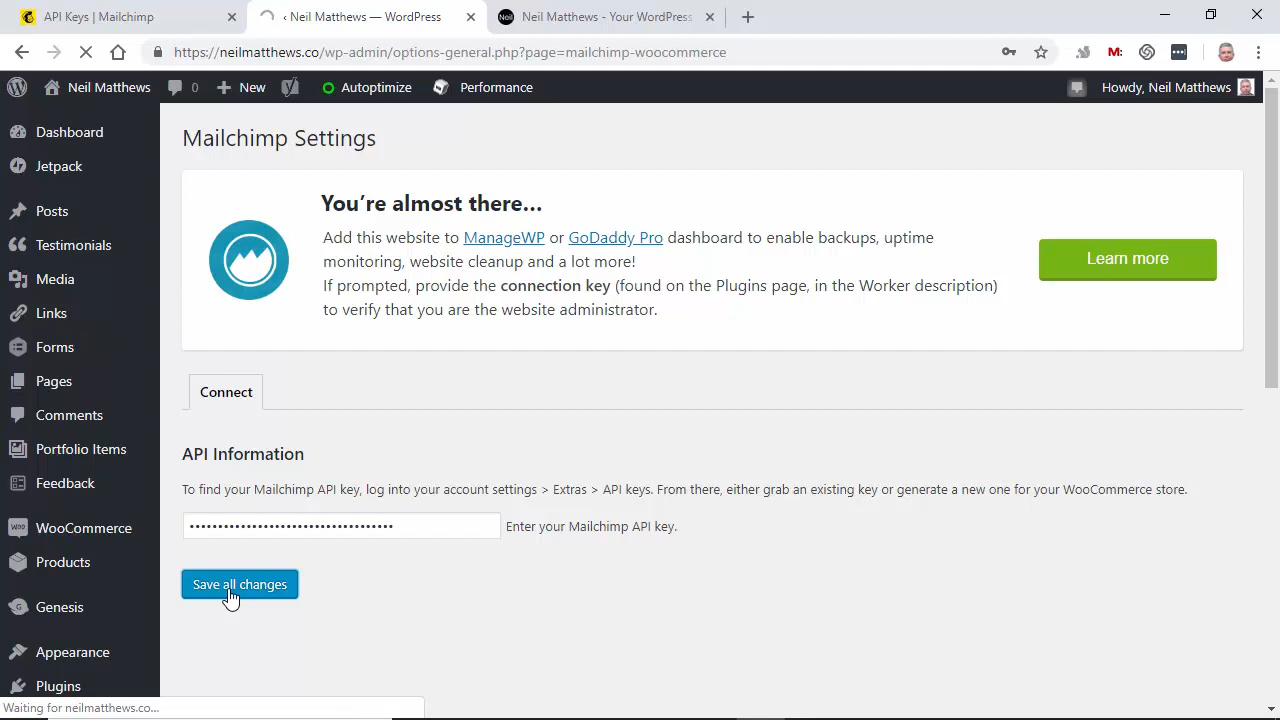 API Keys | Mailchimp
‹ Neil Matthews — WordPress
Neil
Neil Matthews - Your WordPress
https://neilmatthews.co/wp-admin/options-general.php?page=mailchimp-woocommerce
M:
Neil Matthews
0
New
Autoptimize
Performance
Howdy, Neil Matthews
Dashboard
Jetpack
Posts
Testimonials
Media
Links
Forms
Pages
Comments
Portfolio Items
Feedback
Woo
WooCommerce
Products
G
Genesis
Appearance
Plugins
Mailchimp Settings
You’re almost there…
Add this website to ManageWP or GoDaddy Pro dashboard to enable backups, uptime
monitoring, website cleanup and a lot more!
If prompted, provide the connection key (found on the Plugins page, in the Worker description)
to verify that you are the website administrator.
Learn more
Connect
API Information
To find your Mailchimp API key, log into your account settings > Extras > API keys. From there, either grab an existing key or generate a new one for your WooCommerce store.
Enter your Mailchimp API key.
Save all changes
Waiting for neilmatthews.co...